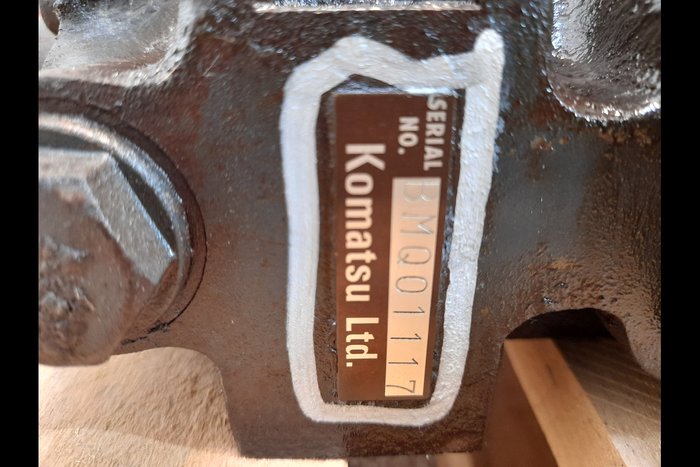 SERIAL NO. BMQ01117
Komatsu Ltd.